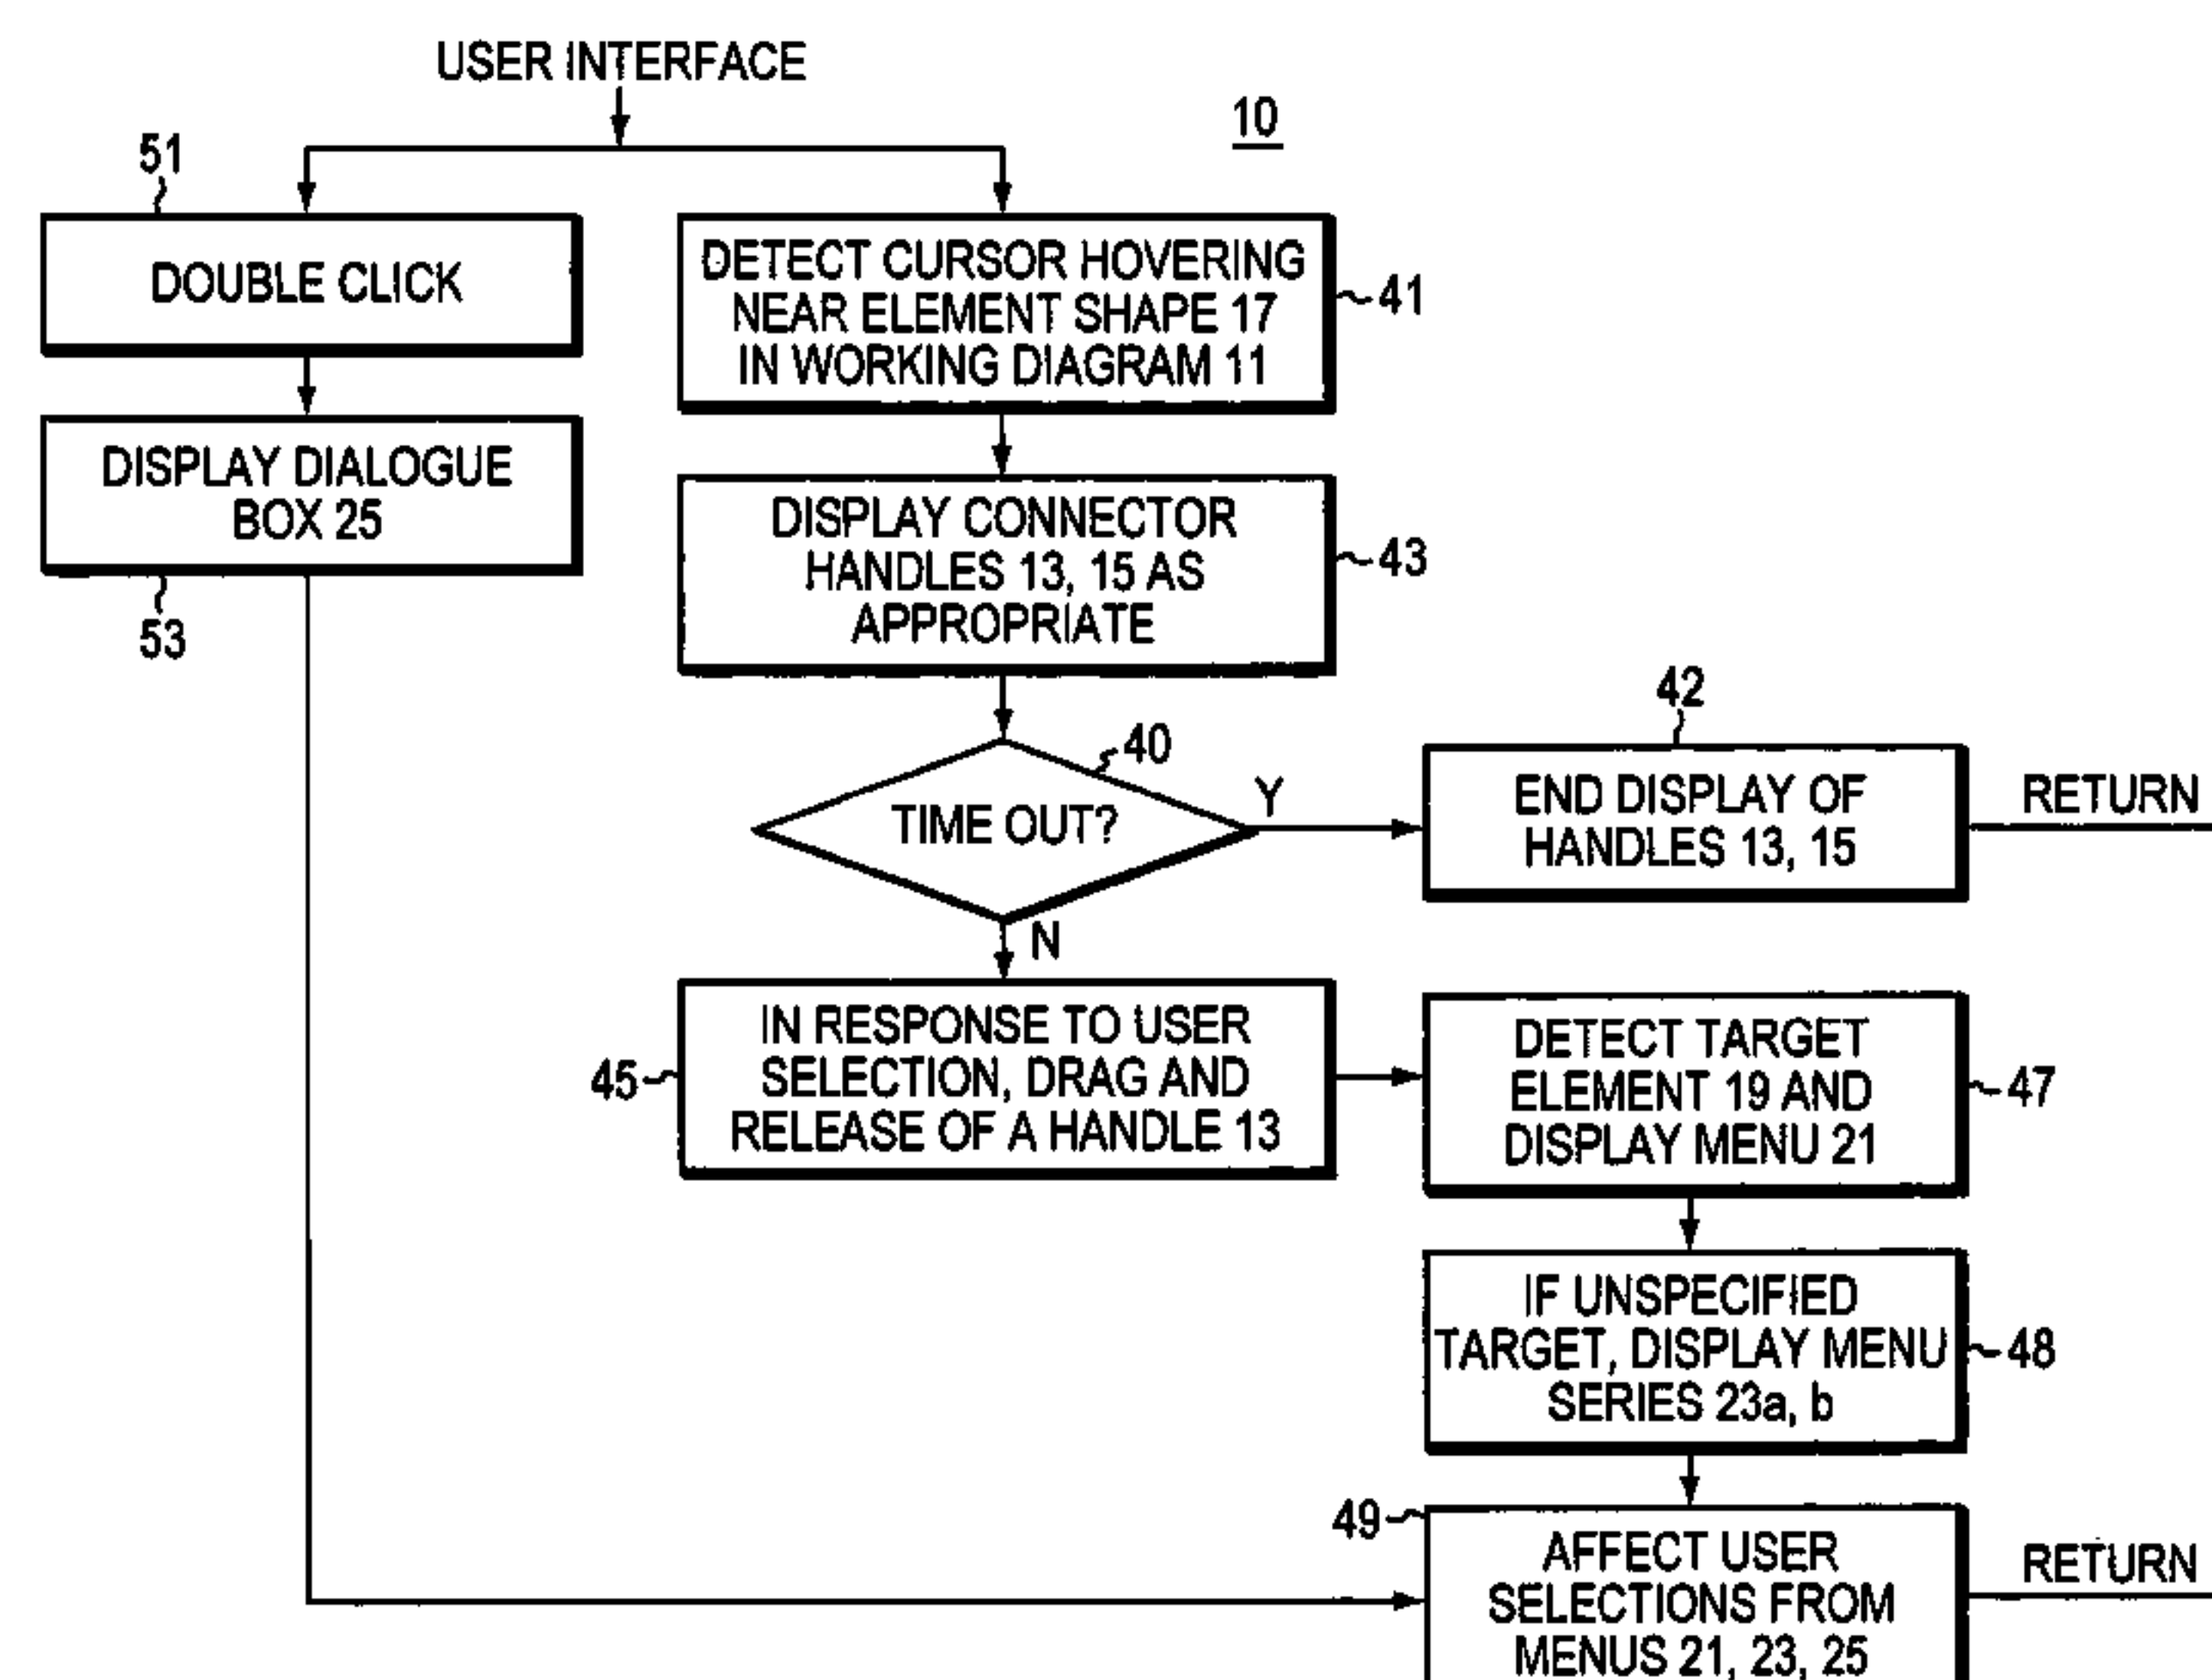 USER INTERFACE
10
51
DOUBLE CLICK
DETECT CURSOR HOVERING
NEAR ELEMENT SHAPE 17
IN WORKING DIAGRAM 11
41
DISPLAY DIALOGUE
BOX 25
53
DISPLAY CONNECTOR
HANDLES 13, 15 AS
APPROPRIATE
43
40
TIME OUT?
Y
N
42
END DISPLAY OF
HANDLES 13, 15
RETURN
45
IN RESPONSE TO USER
SELECTION, DRAG AND
RELEASE OF A HANDLE 13
DETECT TARGET
ELEMENT 19 AND
DISPLAY MENU 21
47
IF UNSPECIFIED
TARGET, DISPLAY MENU
SERIES 23a, b
48
49
AFFECT USER
SELECTIONS FROM
MENUS 21, 23, 25
RETURN